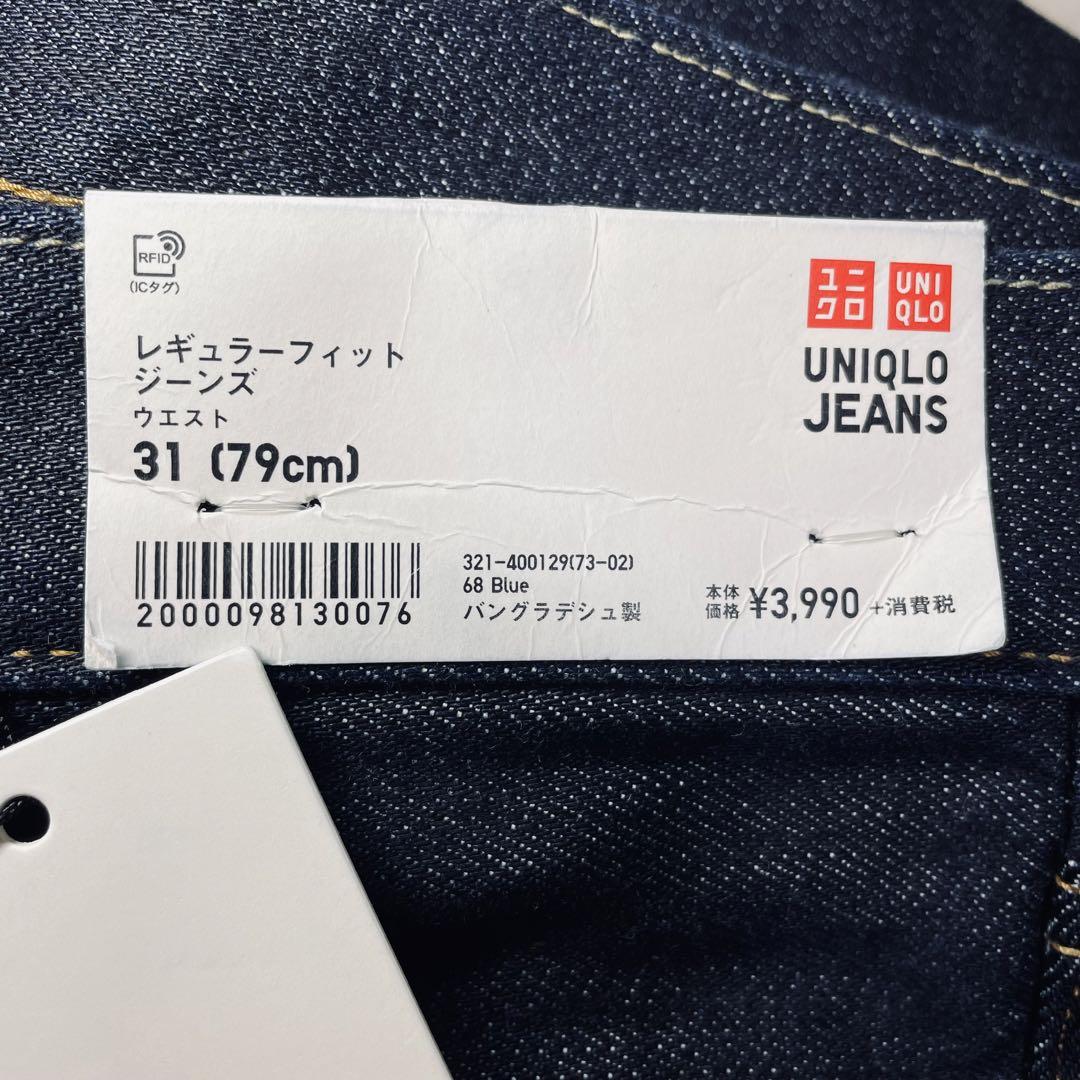 RFID
(ICタグ)
レギュラーフィット
ジーンズ
ウエスト
31 (79cm)
2000098130076
321-400129(73-02)
68 Blue
バングラデシュ製
ユニ
クロ
UNI
QLO
UNIQLO
JEANS
本体
価格 ¥3,990 +消費税